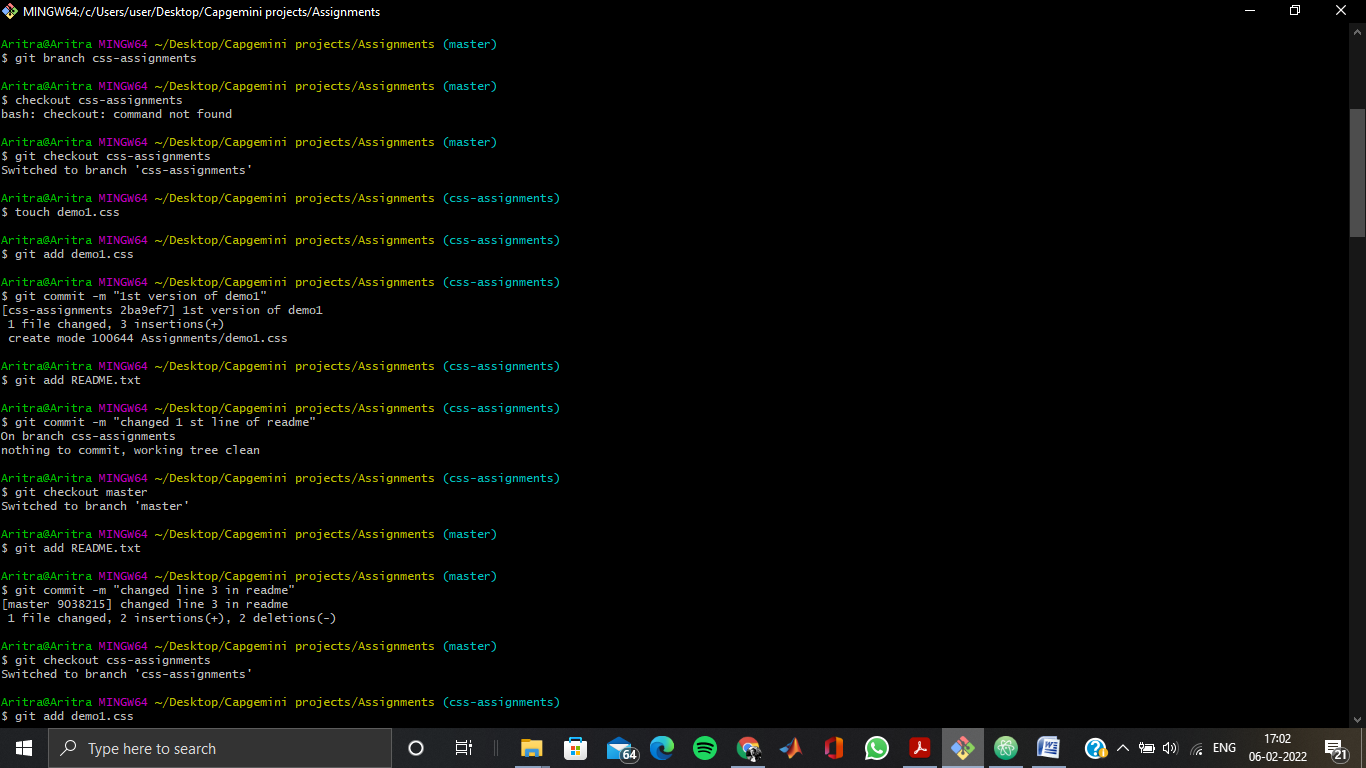 MINGW64:/c/Users/user/Desktop/Capgemini projects/Assignments
Aritra@Aritra MINGW64 ~/Desktop/Capgemini projects/Assignments (master)
$ git branch css-assignments
Aritra@Aritra MINGW64 ~/Desktop/Capgemini projects/Assignments (master)
$ checkout css-assignments
bash: checkout: command not found
Aritra@Aritra MINGW64 ~/Desktop/Capgemini projects/Assignments (master)
$ git checkout css-assignments
Switched to branch 'css-assignments'
Aritra@Aritra MINGW64 ~/Desktop/Capgemini projects/Assignments (css-assignments)
$ touch demo1.css
Aritra@Aritra MINGW64 ~/Desktop/Capgemini projects/Assignments (css-assignments)
$ git add demo1.css
Aritra@Aritra MINGW64 ~/Desktop/Capgemini projects/Assignments (css-assignments)
$ git commit -m "1st version of demo1"
[css-assignments 2ba9ef7] 1st version of demo1
 1 file changed, 3 insertions(+)
 create mode 100644 Assignments/demo1.css
Aritra@Aritra MINGW64 ~/Desktop/Capgemini projects/Assignments (css-assignments)
$ git add README.txt
Aritra@Aritra MINGW64 ~/Desktop/Capgemini projects/Assignments (css-assignments)
$ git commit -m "changed 1 st line of readme"
On branch css-assignments
nothing to commit, working tree clean
Aritra@Aritra MINGW64 ~/Desktop/Capgemini projects/Assignments (css-assignments)
$ git checkout master
Switched to branch 'master'
Aritra@Aritra MINGW64 ~/Desktop/Capgemini projects/Assignments (master)
$ git add README.txt
Aritra@Aritra MINGW64 ~/Desktop/Capgemini projects/Assignments (master)
$ git commit -m "changed line 3 in readme"
[master 9038215] changed line 3 in readme
 1 file changed, 2 insertions(+), 2 deletions(-)
Aritra@Aritra MINGW64 ~/Desktop/Capgemini projects/Assignments (master)
$ git checkout css-assignments
Switched to branch 'css-assignments'
Aritra@Aritra MINGW64 ~/Desktop/Capgemini projects/Assignments (css-assignments)
$ git add demo1.css
Type here to search
64
ENG
17:02
06-02-2022
21